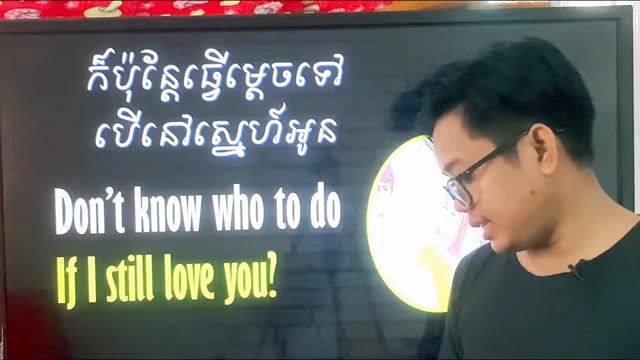 ក៏ប៉ុន្តែធ្វើម្ដេចទៅ
បើនៅស្នេហ៍អូន
Don't know who to do
If I still love you?